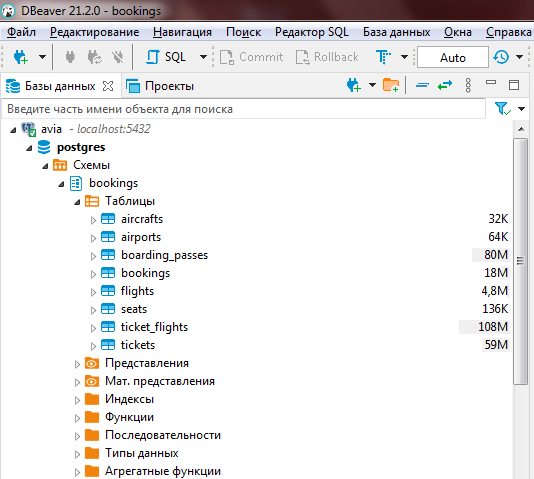 DBeaver 21.2.0 - bookings
Файл Редактирование Навигация Поиск Редактор SQL База данных Окна Справка
SQL Commit Rollback Auto
Базы данных Проекты
Введите часть имени объекта для поиска
avia - localhost:5432
postgres
Схемы
bookings
Таблицы
aircrafts 32K
airports 64K
boarding_passes 80M
bookings 18M
flights 4,8M
seats 136K
ticket_flights 108M
tickets 59M
Представления
Мат. представления
Индексы
Функции
Последовательности
Типы данных
Агрегатные функции